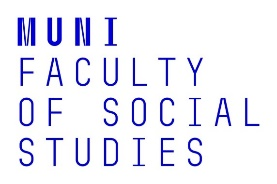 MUNI
FACULTY
OF SOCIAL
STUDIES